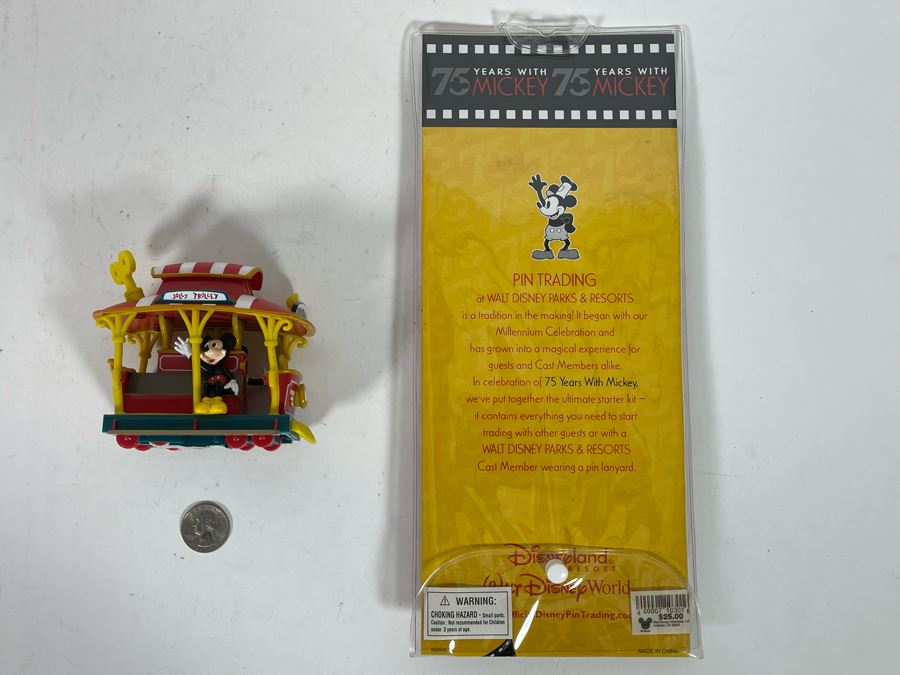 JOLLY TROLLEY
75 YEARS WITH MICKEY 75 YEARS WITH MICKEY
PIN TRADING
at WALT DISNEY PARKS & RESORTS
is a tradition in the making! It began with our
Millennium Celebration and
has grown into a magical experience for
guests and Cast Members alike.
In celebration of 75 Years With Mickey,
we've put together the ultimate starter kit –
it contains everything you need to start
trading with other guests or with a
WALT DISNEY PARKS & RESORTS
Cast Member wearing a pin lanyard.
Disneyland
RESORT
Walt Disney World
DisneyPinTrading.com
⚠ WARNING:
CHOKING HAZARD - Small parts.
Caution: Not recommended for Children
under 3 years of age.
4 00007 10301 6
$25.00
MADE IN CHINA